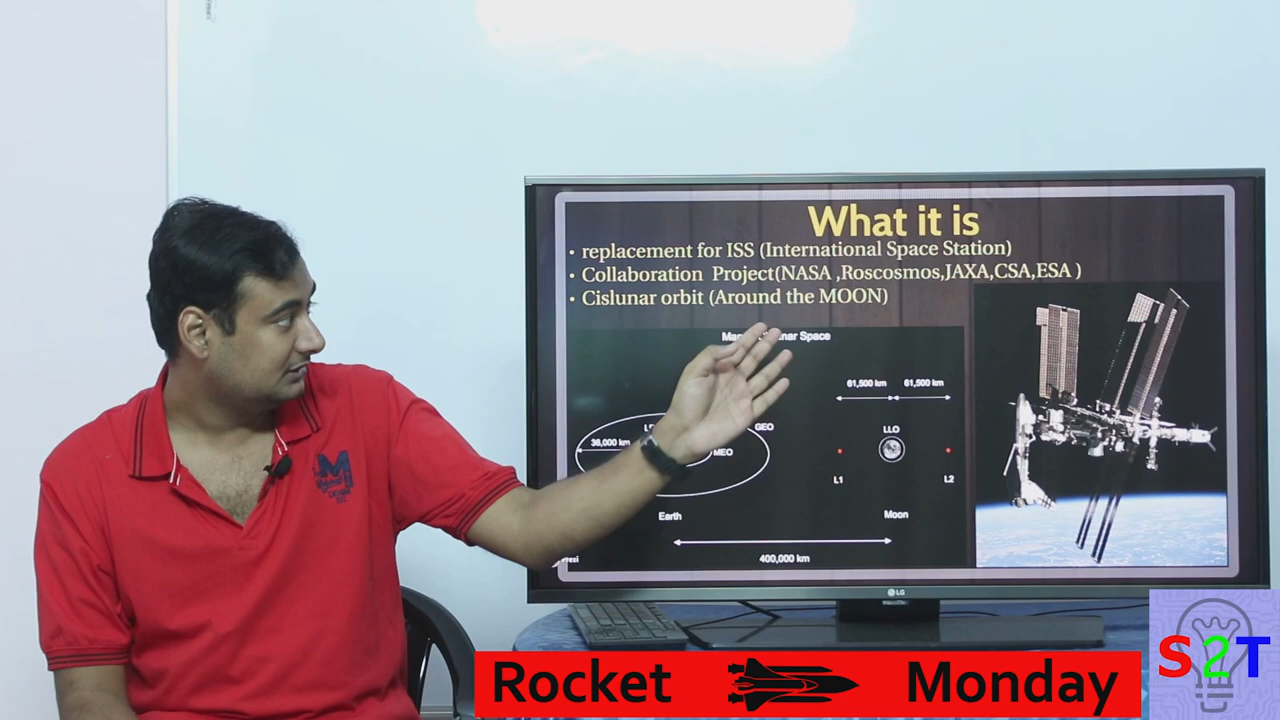 What it is
• replacement for ISS (International Space Station)
• Collaboration Project(NASA ,Roscosmos,JAXA,CSA,ESA )
• Cislunar orbit (Around the MOON)
Space
61,500 km 61,500 km
GEO
LLO
36,000 km
MEO
L1 L2
Earth Moon
400,000 km
Prezi
LG
M
Rocket Monday
S2T